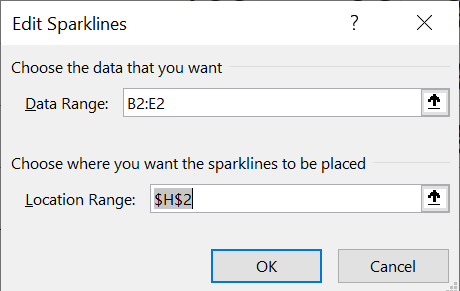 Edit Sparklines ?
Choose the data that you want
Data Range: B2:E2
Choose where you want the sparklines to be placed
Location Range: $H$2
OK Cancel